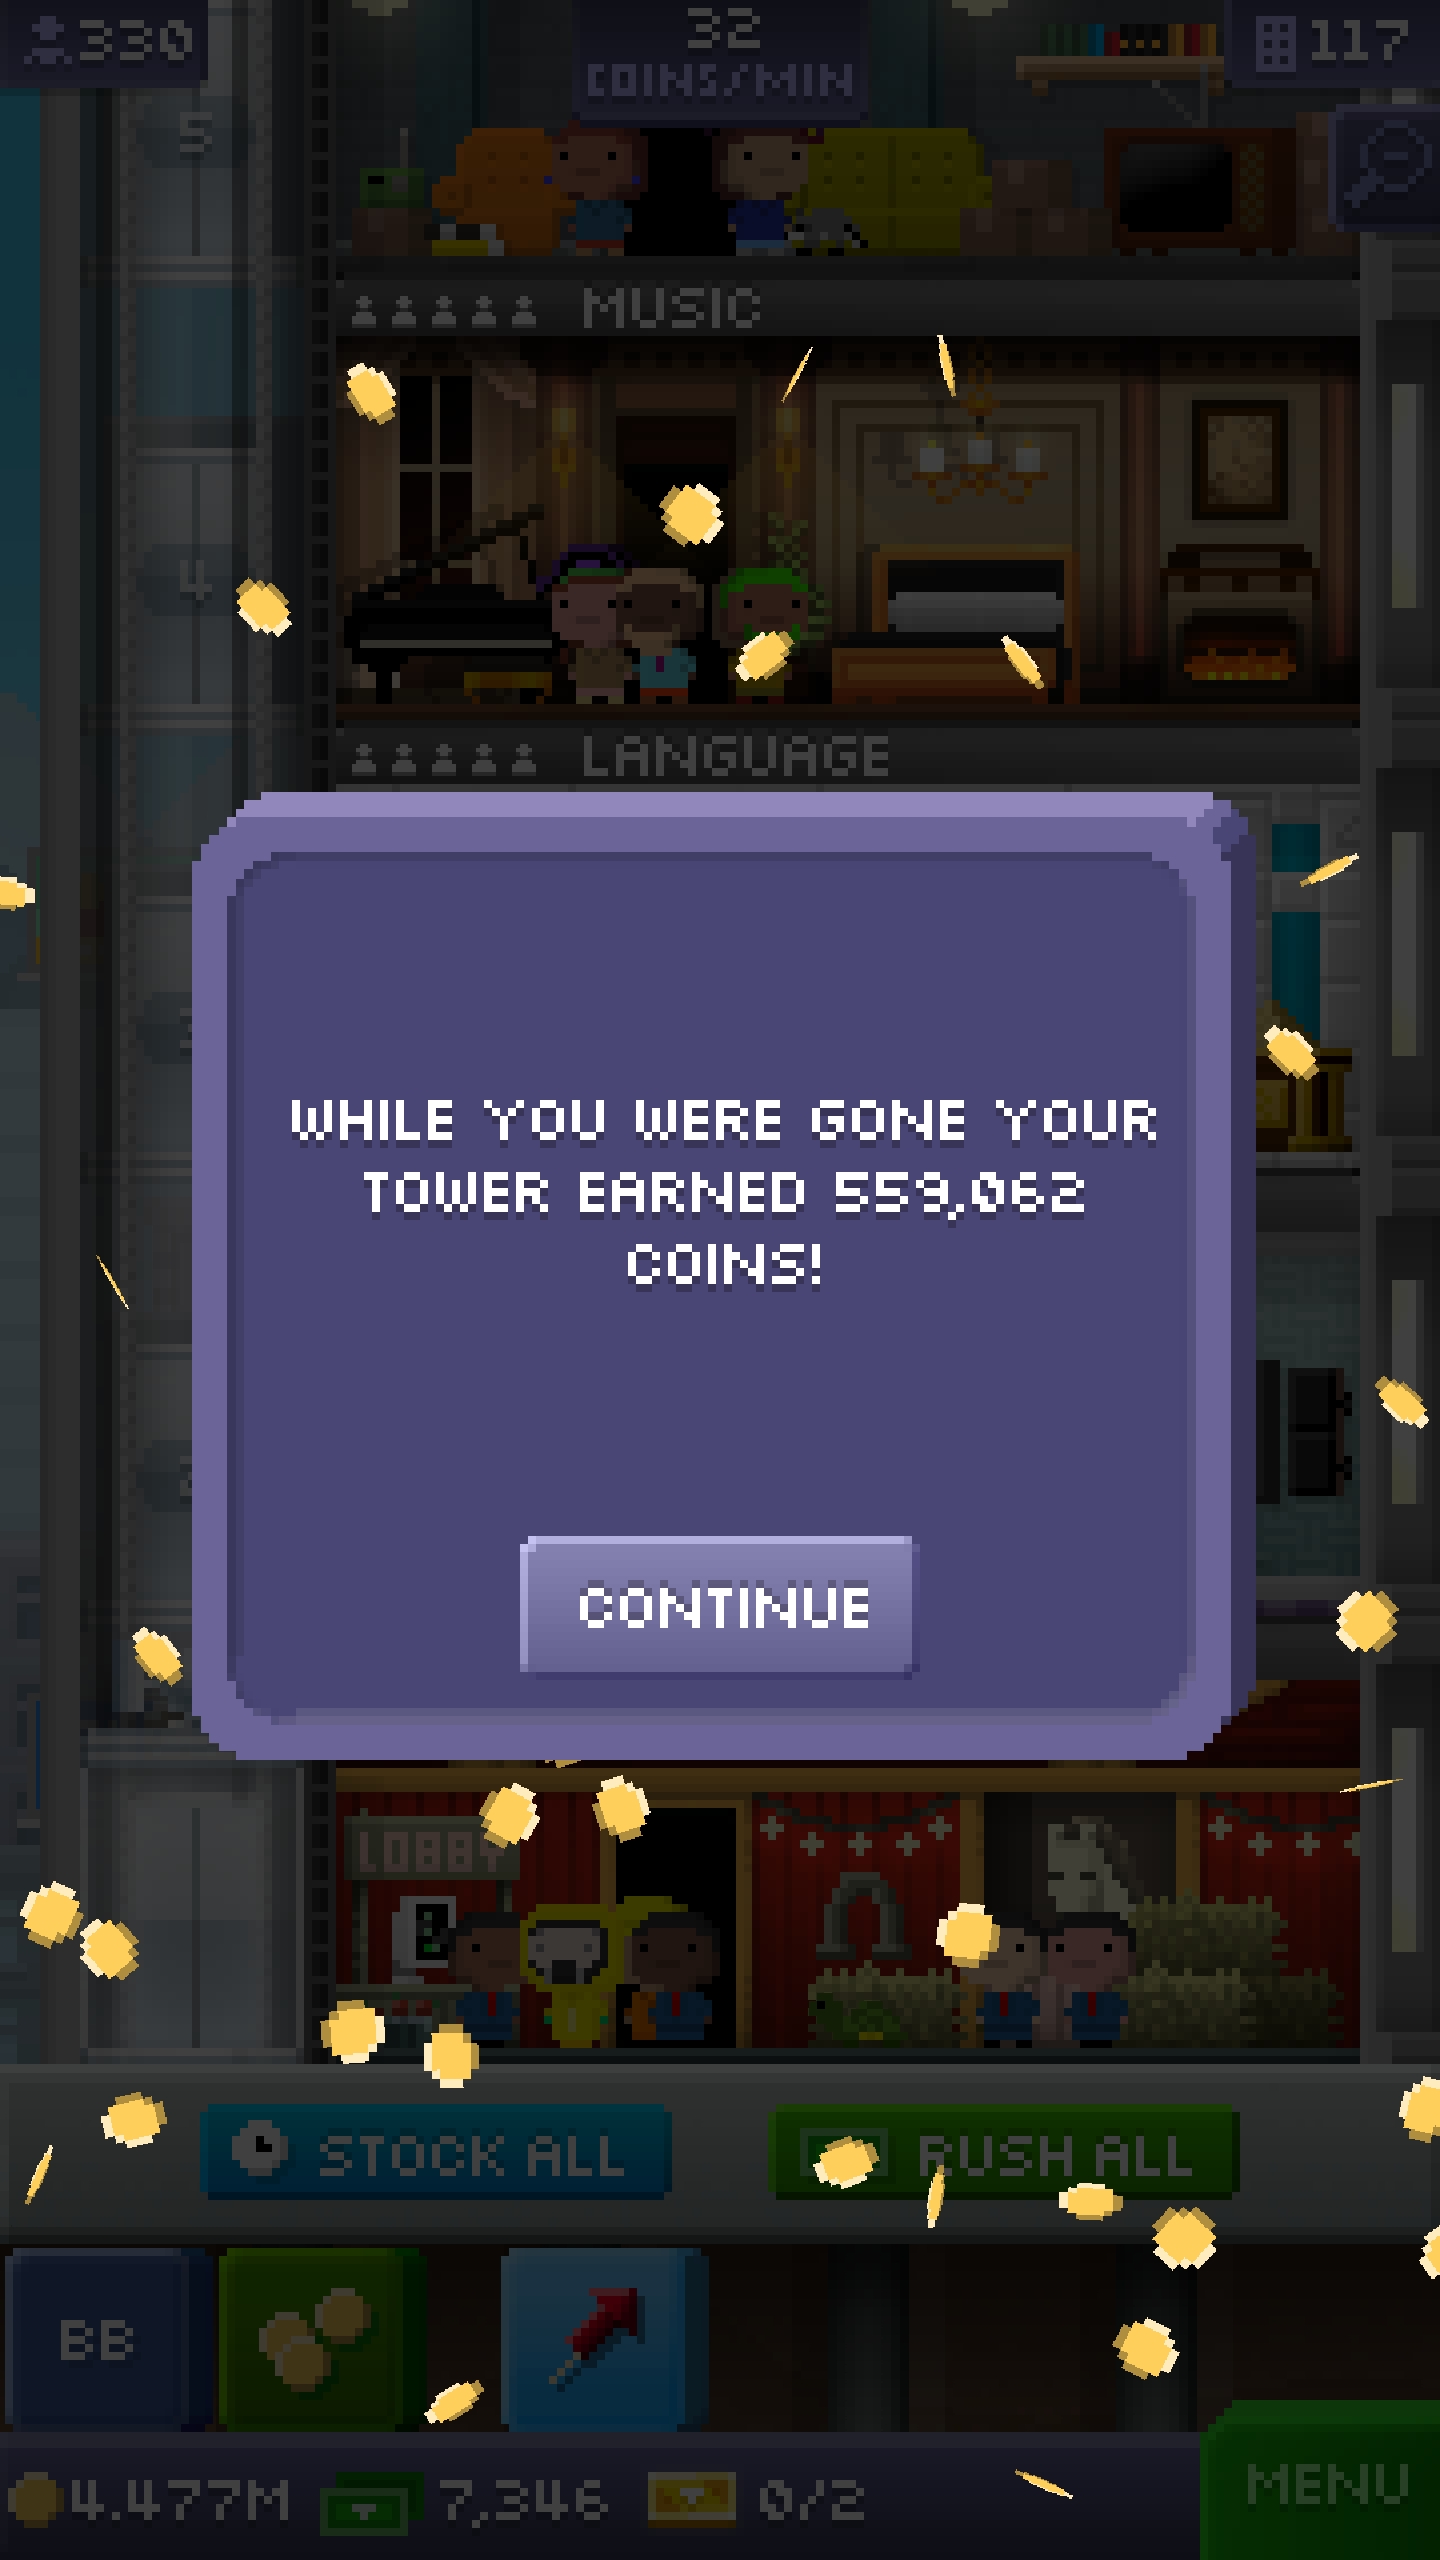 330
32
COINS/MIN
117
5
MUSIC
4
LANGUAGE
WHILE YOU WERE GONE YOUR
TOWER EARNED 559,062
COINS!
CONTINUE
LOBBY
STOCK ALL
RUSH ALL
BB
4.477M
7,346
0/2
MENU